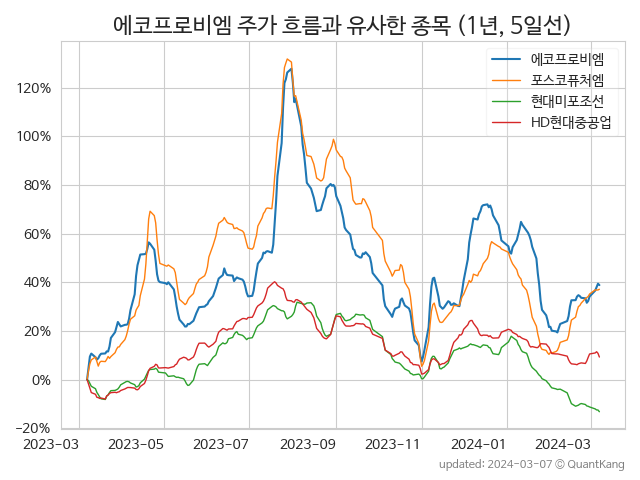 에코프로비엠 주가 흐름과 유사한 종목 (1년, 5일선)
에코프로비엠
포스코퓨처엠
현대미포조선
HD현대중공업
120%
100%
80%
60%
40%
20%
0%
−20%
2023-03 2023-05 2023-07 2023-09 2023-11 2024-01 2024-03
updated: 2024-03-07 © QuantKang